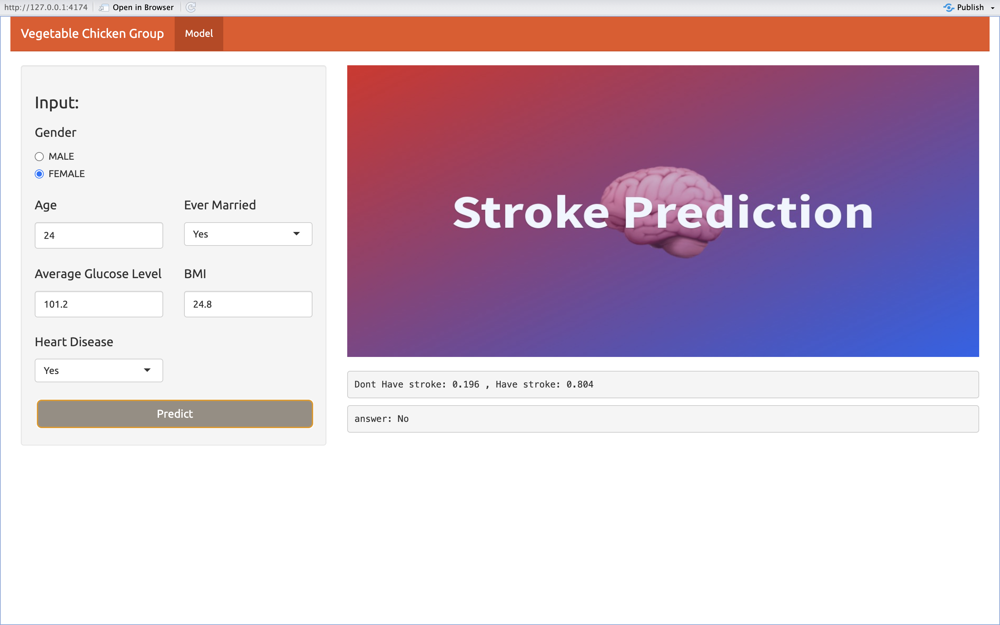 http://127.0.0.1:4174 Open in Browser Publish
Vegetable Chicken Group Model
Input:
Gender
MALE
FEMALE
Age Ever Married
24 Yes
Average Glucose Level BMI
101.2 24.8
Heart Disease
Yes
Predict
Stroke Prediction
Dont Have stroke: 0.196 , Have stroke: 0.804
answer: No